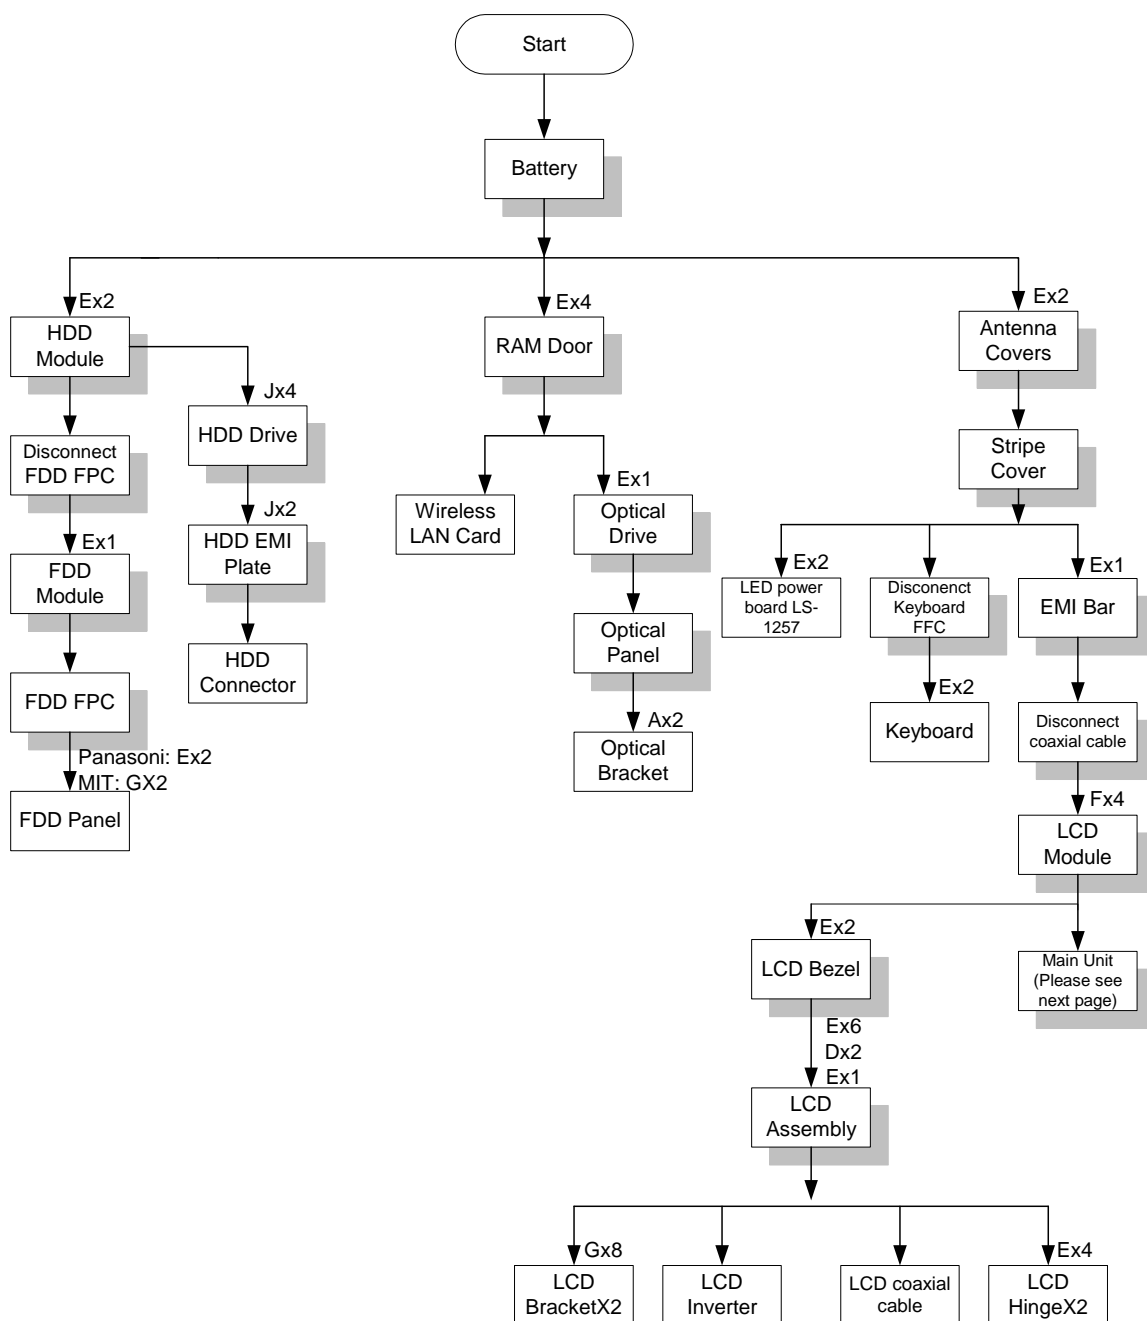 Start
Battery
Ex2
Ex4
Ex2
HDD
Module
RAM Door
Antenna
Covers
Jx4
HDD Drive
Disconnect
FDD FPC
Stripe
Cover
Ex1
Wireless
LAN Card
Optical
Drive
Jx2
HDD EMI
Plate
Ex1
FDD
Module
Ex2
LED power
board LS-
1257
Disconenct
Keyboard
FFC
Ex1
EMI Bar
Optical
Panel
HDD
Connector
FDD FPC
Ex2
Keyboard
Disconnect
coaxial cable
Ax2
Optical
Bracket
Panasoni: Ex2
MIT: GX2
FDD Panel
Fx4
LCD
Module
Ex2
LCD Bezel
Main Unit
(Please see
next page)
Ex6
Dx2
Ex1
LCD
Assembly
Gx8
LCD
BracketX2
LCD
Inverter
LCD coaxial
cable
Ex4
LCD
HingeX2